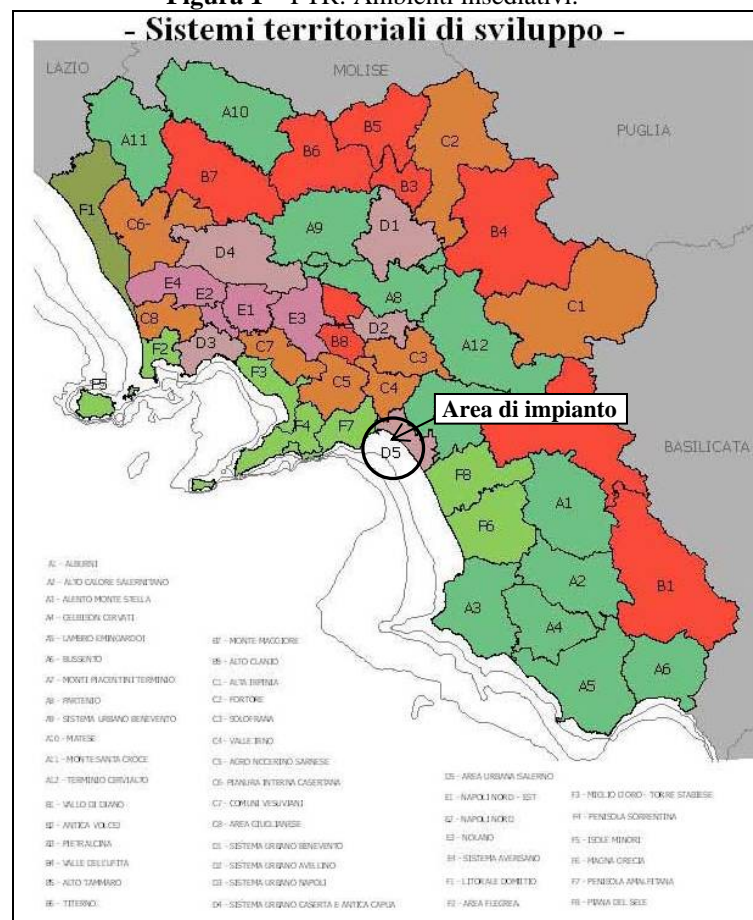 Figura 1 – PTR. Ambienti insediativi.
- Sistemi territoriali di sviluppo -
LAZIO
MOLISE
PUGLIA
BASILICATA
A10
A11
B5
C2
B6
B7
B3
F1
C6-
A9
D1
B4
D4
C1
E4
E2
A8
E1
E3
C8
D2
A12
F2
D3
C7
B8
C3
F5
F3
C5
C4
Area di impianto
F4
F7
D5
F8
A1
F6
A2
B1
A3
A4
A6
A5
A1 - ALBURNI
A2 - ALTO CALORE SALERNITANO
A3 - ALENTO MONTE STELLA
A4 - GELBISON CERVATI
A5 - LAMBRO E MINGARDO
A6 - BUSSENTO
A7 - MONTI PICENTINI TERMINIO
A8 - PARTENIO
A9 - SISTEMA URBANO BENEVENTO
A10 - MATESE
A11 - MONTE SANTA CROCE
A12 - TERMINIO CERVIALTO
B1 - VALLO DI DIANO
B2 - ANTICA VOLCEI
B3 - PIETRALCINA
B4 - VALLE DELL'UFITA
B5 - ALTO TAMMARO
B6 - TITERNO
B7 - MONTE MAGGIORE
B8 - ALTO CLANIO
C1 - ALTA IRPINIA
C2 - FORTORE
C3 - SOLOFRANA
C4 - VALLE IRNO
C5 - AGRO NOCERINO SARNESE
C6- PIANURA INTERNA CASERTANA
C7 - COMUNI VESUVIANI
C8 - AREA GIUGLIANESE
D1 - SISTEMA URBANO BENEVENTO
D2 - SISTEMA URBANO AVELLINO
D3 - SISTEMA URBANO NAPOLI
D4 - SISTEMA URBANO CASERTA E ANTICA CAPUA
D5 - AREA URBANA SALERNO
E1 - NAPOLI NORD - EST
E2 - NAPOLI NORD
E3 - NOLANO
E4 - SISTEMA AVERSANO
F1 - LITORALE DOMITIO
F2 - AREA FLEGREA
F3 - MIGLIO D'ORO - TORRE STABIESE
F4 - PENISOLA SORRENTINA
F5 - ISOLE MINORI
F6 - MAGNA GRECIA
F7 - PENISOLA AMALFITANA
F8 - PIANA DEL SELE